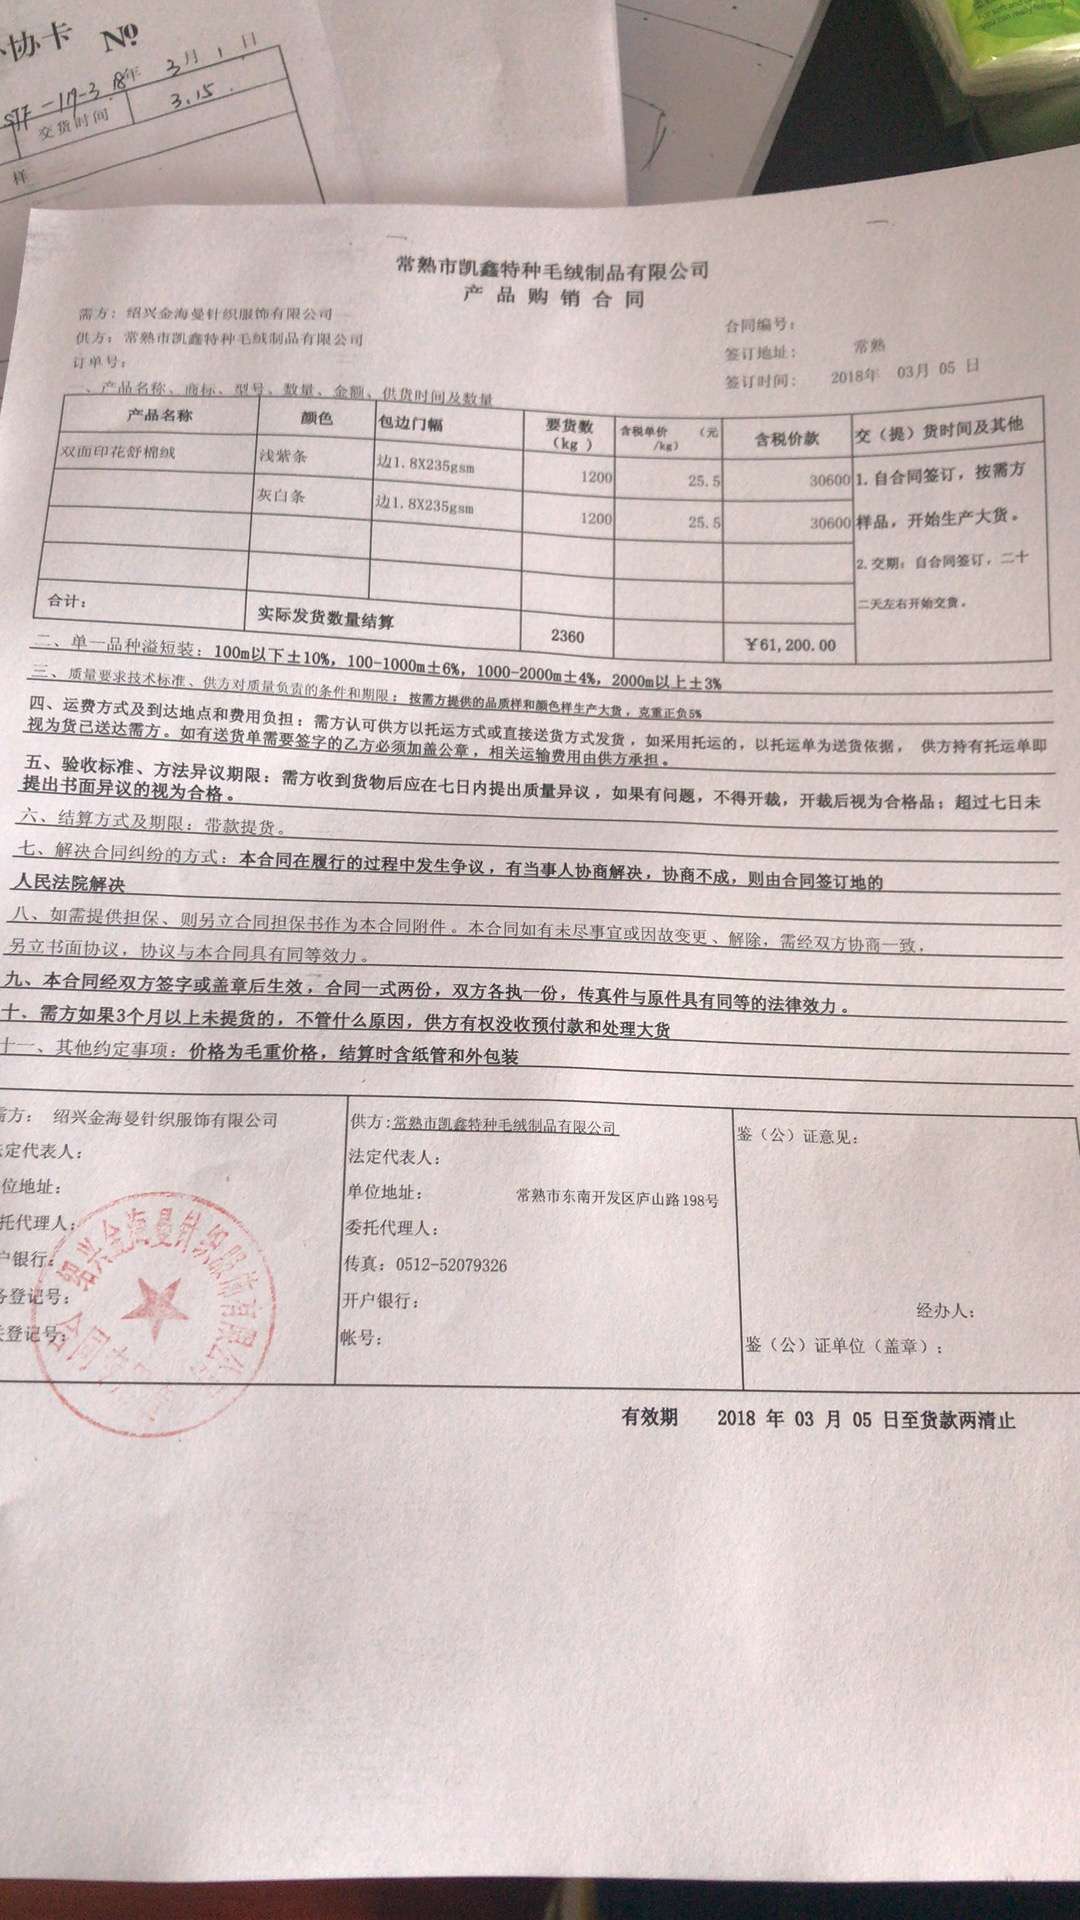 协卡 No
STF-117-3 18年 3月1日
交货时间 3.15.
样
常熟市凯鑫特种毛绒制品有限公司
产品购销合同
需方：绍兴金海曼针织服饰有限公司
供方：常熟市凯鑫特种毛绒制品有限公司
订单号：
合同编号：
签订地址： 常熟
签订时间： 2018年 03月 05 日
一、产品名称、商标、型号、数量、金额、供货时间及数量
产品名称 颜色 包边门幅 要货数（kg ） 含税单价 （元/kg） 含税价款 交（提）货时间及其他
双面印花舒棉绒 浅紫条 边1.8X235gsm 1200 25.5 30600 1.自合同签订，按需方
灰白条 边1.8X235gsm 1200 25.5 30600 样品，开始生产大货。
2.交期：自合同签订，二十
二天左右开始交货。
合计： 实际发货数量结算 2360 ¥61,200.00
二、单一品种溢短装：100m以下±10%，100-1000m±6%，1000-2000m±4%，2000m以上±3%
三、质量要求技术标准、供方对质量负责的条件和期限：按需方提供的品质样和颜色样生产大货，克重正负5%
四、运费方式及到达地点和费用负担：需方认可供方以托运方式或直接送货方式发货，如采用托运的，以托运单为送货依据， 供方持有托运单即
视为货已送达需方。如有送货单需要签字的乙方必须加盖公章，相关运输费用由供方承担。
五、验收标准、方法异议期限：需方收到货物后应在七日内提出质量异议，如果有问题，不得开裁，开裁后视为合格品；超过七日未
提出书面异议的视为合格。
六、结算方式及期限：带款提货。
七、解决合同纠纷的方式：本合同在履行的过程中发生争议，有当事人协商解决，协商不成，则由合同签订地的
人民法院解决
八、如需提供担保、则另立合同担保书作为本合同附件。本合同如有未尽事宜或因故变更、解除，需经双方协商一致，
另立书面协议，协议与本合同具有同等效力。
九、本合同经双方签字或盖章后生效，合同一式两份，双方各执一份，传真件与原件具有同等的法律效力。
十、需方如果3个月以上未提货的，不管什么原因，供方有权没收预付款和处理大货
十一、其他约定事项：价格为毛重价格，结算时含纸管和外包装
需方： 绍兴金海曼针织服饰有限公司
法定代表人：
位地址：
托代理人：
户银行：
务登记号：
登记号：
绍兴金海曼针织服饰有限公司
合同专用章
供方：常熟市凯鑫特种毛绒制品有限公司
法定代表人：
单位地址： 常熟市东南开发区庐山路198号
委托代理人：
传真：0512-52079326
开户银行：
帐号：
鉴（公）证意见：
经办人：
鉴（公）证单位（盖章）：
有效期 2018 年 03 月 05 日至货款两清止